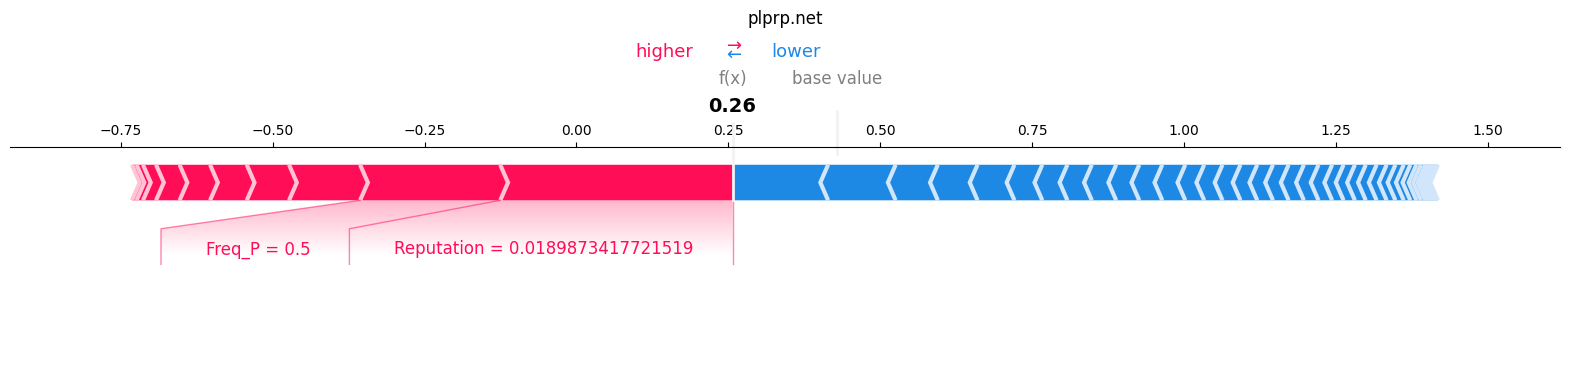 plprp.net
higher ⇄ lower
f(x) base value
0.26
−0.75 −0.50 −0.25 0.00 0.25 0.50 0.75 1.00 1.25 1.50
Freq_P = 0.5 Reputation = 0.0189873417721519